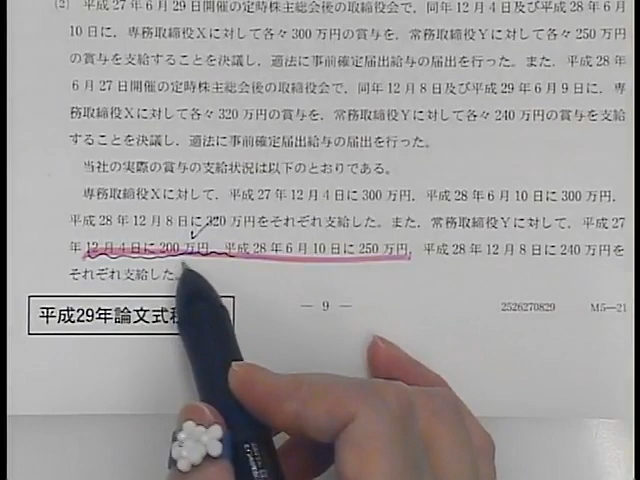 (2) 平成27年6月29日開催の定時株主総会後の取締役会で，同年12月4日及び平成28年6月
10日に，専務取締役Xに対して各々300万円の賞与を，常務取締役Yに対して各々250万円
の賞与を支給することを決議し，適法に事前確定届出給与の届出を行った。また，平成28年
6月27日開催の定時株主総会後の取締役会で，同年12月8日及び平成29年6月9日に，専
務取締役Xに対して各々320万円の賞与を，常務取締役Yに対して各々240万円の賞与を支給
することを決議し，適法に事前確定届出給与の届出を行った。
当社の実際の賞与の支給状況は以下のとおりである。
専務取締役Xに対して，平成27年12月4日に300万円，平成28年6月10日に300万円，
平成28年12月8日に320万円をそれぞれ支給した。また，常務取締役Yに対して，平成27
年12月4日に200万円，平成28年6月10日に250万円，平成28年12月8日に240万円を
それぞれ支給した。
平成29年論文式
— 9 —
2526270829 M5—21